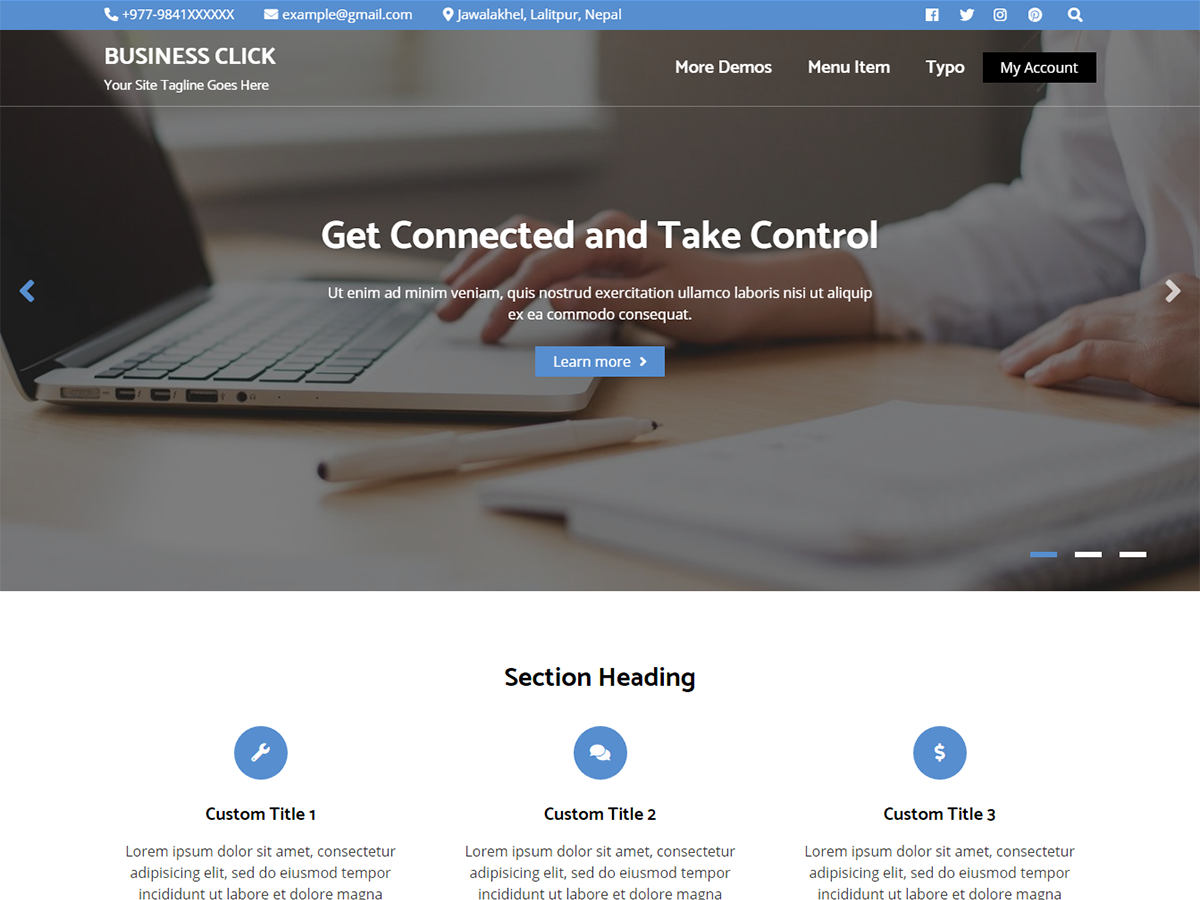 +977-9841XXXXXX example@gmail.com Jawalakhel, Lalitpur, Nepal
BUSINESS CLICK
Your Site Tagline Goes Here
More Demos Menu Item Typo My Account
Get Connected and Take Control
Ut enim ad minim veniam, quis nostrud exercitation ullamco laboris nisi ut aliquip
ex ea commodo consequat.
Learn more
Section Heading
Custom Title 1
Lorem ipsum dolor sit amet, consectetur
adipisicing elit, sed do eiusmod tempor
incididunt ut labore et dolore magna
Custom Title 2
Lorem ipsum dolor sit amet, consectetur
adipisicing elit, sed do eiusmod tempor
incididunt ut labore et dolore magna
Custom Title 3
Lorem ipsum dolor sit amet, consectetur
adipisicing elit, sed do eiusmod tempor
incididunt ut labore et dolore magna